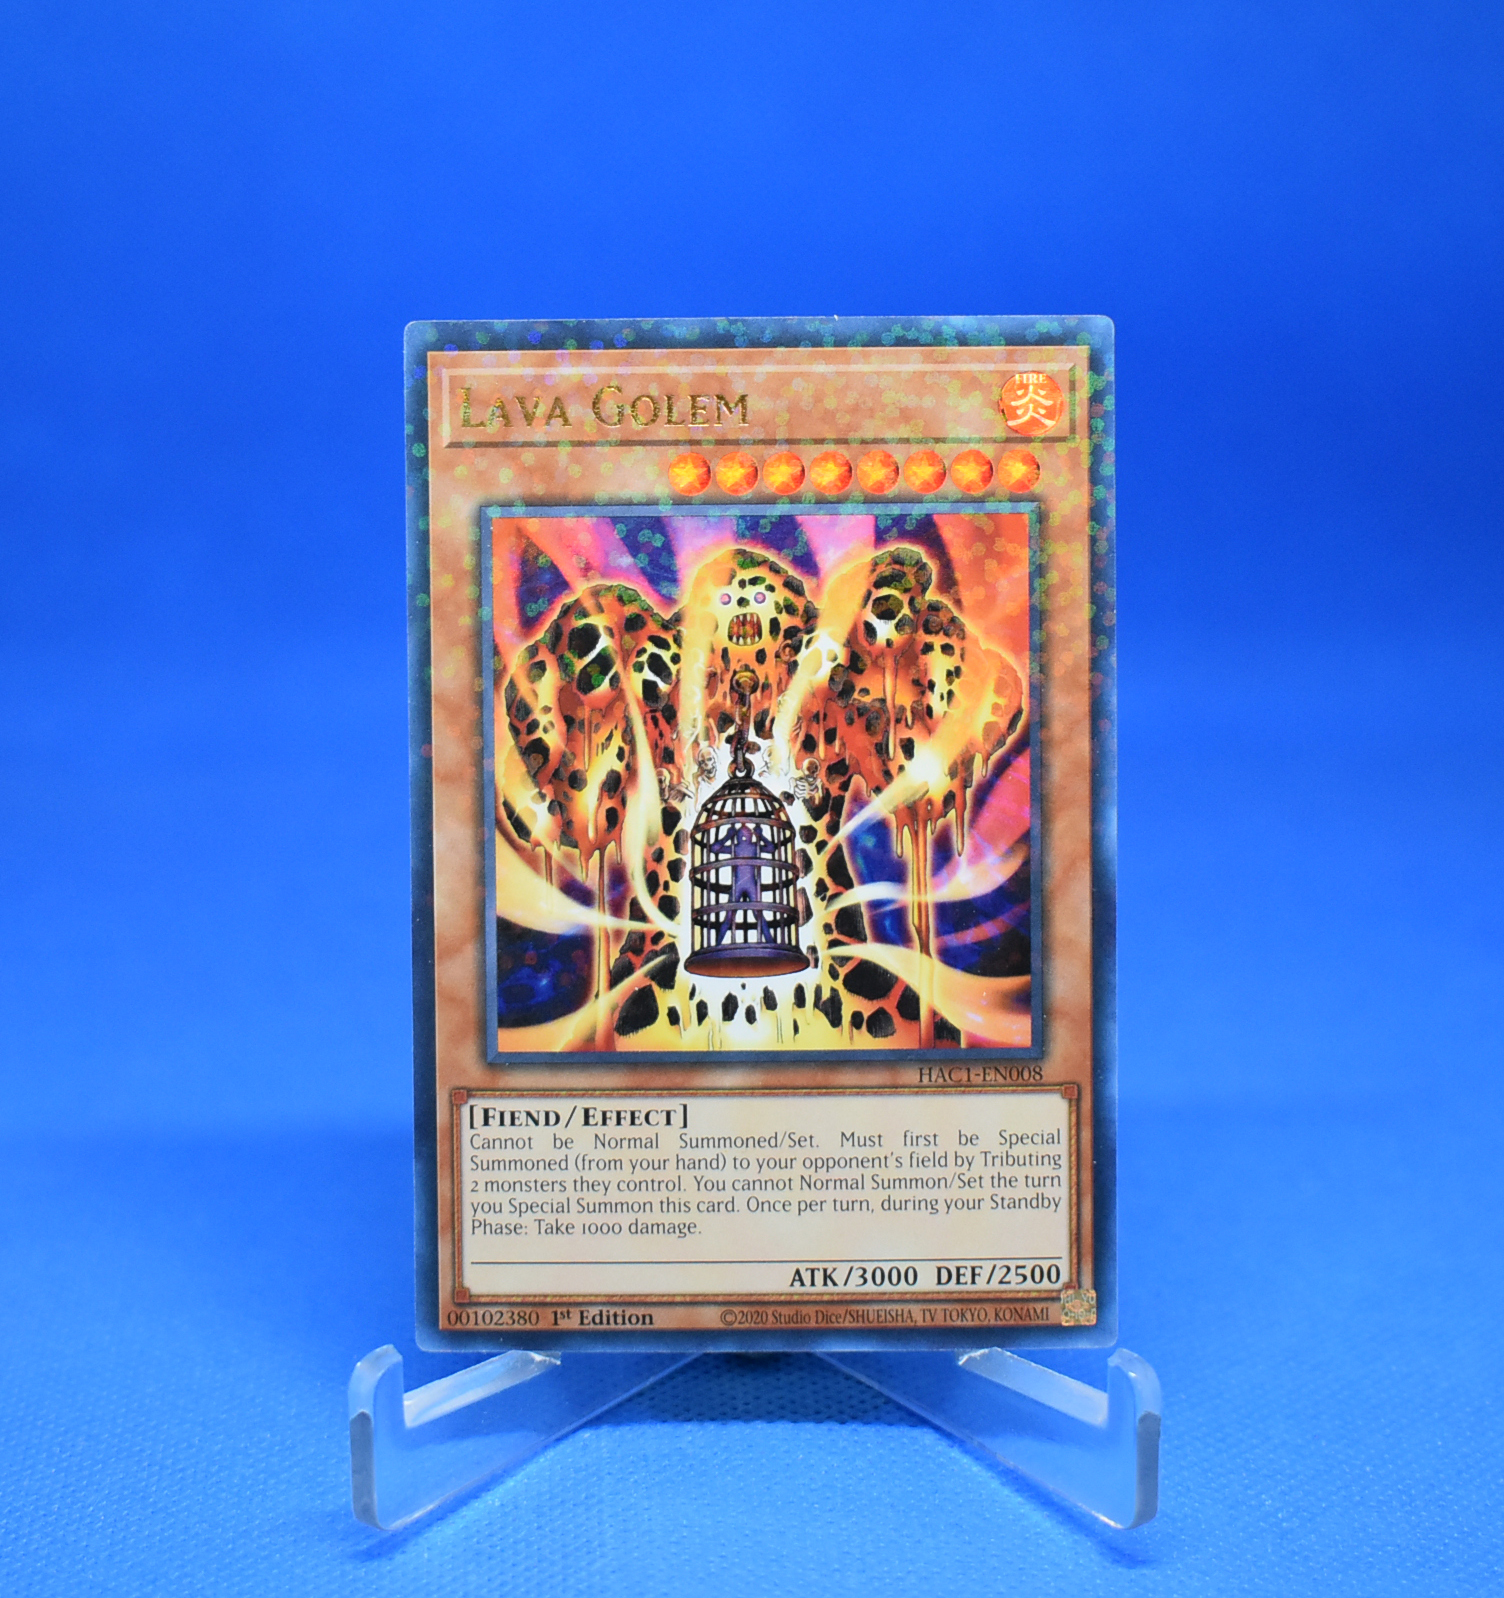 LAVA GOLEM
FIRE
炎
HAC1-EN008
[FIEND/EFFECT]
Cannot be Normal Summoned/Set. Must first be Special
Summoned (from your hand) to your opponent's field by Tributing
2 monsters they control. You cannot Normal Summon/Set the turn
you Special Summon this card. Once per turn, during your Standby
Phase: Take 1000 damage.
ATK/3000 DEF/2500
00102380 1st Edition ©2020 Studio Dice/SHUEISHA, TV TOKYO, KONAMI